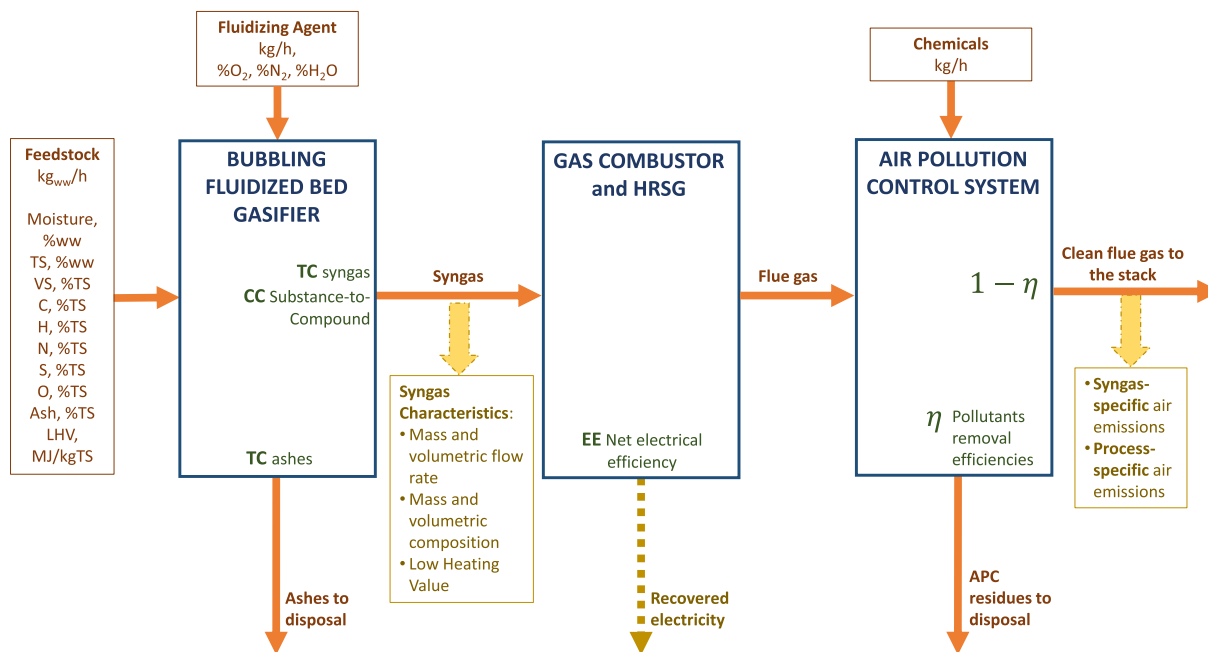 Fluidizing Agent
kg/h,
%O₂, %N₂, %H₂O
Chemicals
kg/h
Feedstock
kg_ww/h
Moisture,
%ww
TS, %ww
VS, %TS
C, %TS
H, %TS
N, %TS
S, %TS
O, %TS
Ash, %TS
LHV,
MJ/kgTS
BUBBLING
FLUIDIZED BED
GASIFIER
TC syngas
CC Substance-to-
Compound
TC ashes
Ashes to
disposal
Syngas
Syngas
Characteristics:
• Mass and
volumetric flow
rate
• Mass and
volumetric
composition
• Low Heating
Value
GAS COMBUSTOR
and HRSG
EE Net electrical
efficiency
Recovered
electricity
Flue gas
AIR POLLUTION
CONTROL SYSTEM
1 − η
η Pollutants
removal
efficiencies
APC
residues to
disposal
Clean flue gas to
the stack
• Syngas-
specific air
emissions
• Process-
specific air
emissions